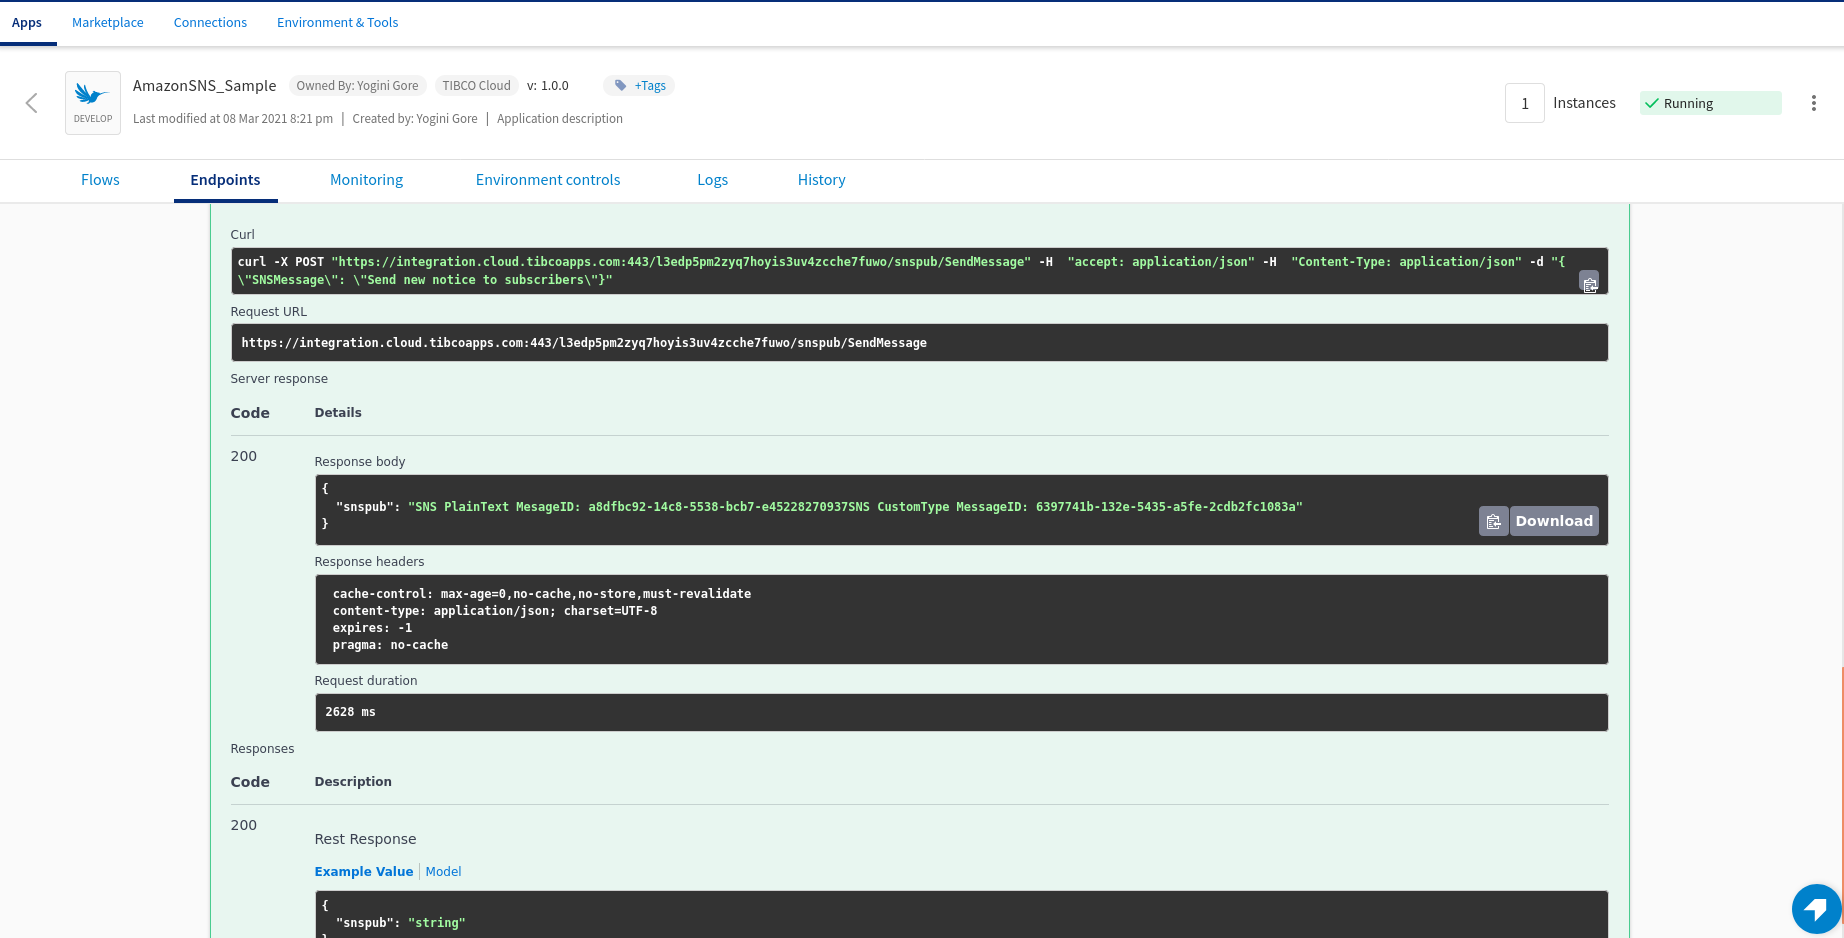 Apps Marketplace Connections Environment & Tools
AmazonSNS_Sample Owned By: Yogini Gore TIBCO Cloud v: 1.0.0 +Tags
DEVELOP
Last modified at 08 Mar 2021 8:21 pm | Created by: Yogini Gore | Application description
1 Instances Running
Flows Endpoints Monitoring Environment controls Logs History
Curl
curl -X POST "https://integration.cloud.tibcoapps.com:443/l3edp5pm2zyq7hoyis3uv4zcche7fuwo/snspub/SendMessage" -H  "accept: application/json" -H  "Content-Type: application/json" -d "{
\"SNSMessage\": \"Send new notice to subscribers\"}"
Request URL
https://integration.cloud.tibcoapps.com:443/l3edp5pm2zyq7hoyis3uv4zcche7fuwo/snspub/SendMessage
Server response
Code Details
200
Response body
{
"snspub": "SNS PlainText MesageID: a8dfbc92-14c8-5538-bcb7-e45228270937SNS CustomType MessageID: 6397741b-132e-5435-a5fe-2cdb2fc1083a"
}
Download
Response headers
cache-control: max-age=0,no-cache,no-store,must-revalidate
content-type: application/json; charset=UTF-8
expires: -1
pragma: no-cache
Request duration
2628 ms
Responses
Code Description
200
Rest Response
Example Value | Model
{
"snspub": "string"